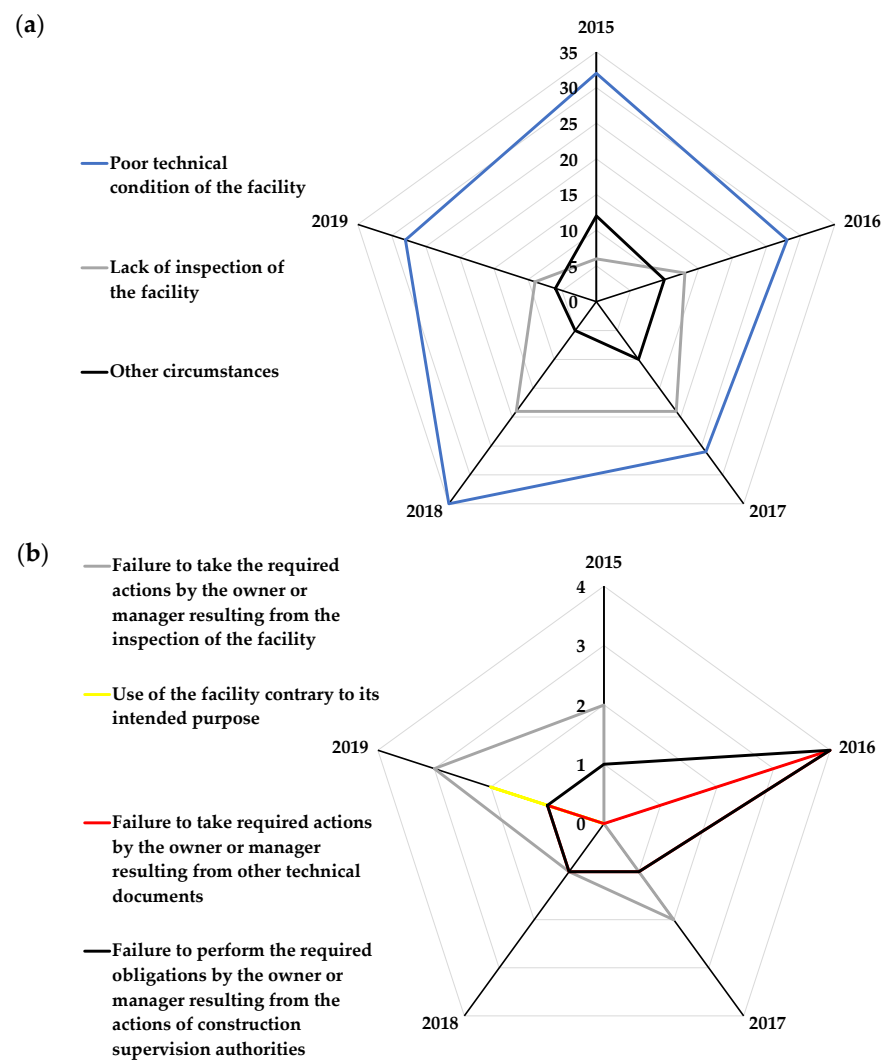 (a)
2015
35
30
25
20
15
10
5
0
2016
2017
2018
2019
Poor technical
condition of the facility
Lack of inspection of
the facility
Other circumstances
(b)
Failure to take the required
actions by the owner or
manager resulting from the
inspection of the facility
Use of the facility contrary to its
intended purpose
Failure to take required actions
by the owner or manager
resulting from other technical
documents
Failure to perform the required
obligations by the owner or
manager resulting from the
actions of construction
supervision authorities
2015
4
3
2
1
0
2016
2017
2018
2019